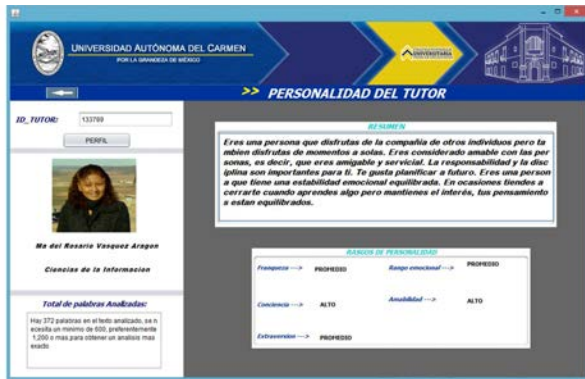 UNIVERSIDAD AUTÓNOMA DEL CARMEN
POR LA GRANDEZA DE MÉXICO
UNIVERSITARIA
>> PERSONALIDAD DEL TUTOR
ID_TUTOR: 133789
PERFIL
Ma del Rosario Vasquez Aragon
Ciencias de la Informacion
Total de palabras Analizadas:
Hay 372 palabras en el texto analizado, se n
ecesita un minimo de 600, preferentemente
1,200 o mas,para obtener un analisis mas
exacto
RESUMEN
Eres una persona que disfrutas de la compañia de otros individuos pero ta
mbien disfrutas de momentos a solas. Eres considerado amable con las per
sonas, es decir, que eres amigable y servicial. La responsabilidad y la disc
iplina son importantes para ti. Te gusta planificar a futuro. Eres una person
a que tiene una estabilidad emocional equilibrada. En ocasiones tiendes a
cerrarte cuando aprendes algo pero mantienes el interés, tus pensamiento
s estan equilibrados.
RASGOS DE PERSONALIDAD
Franqueza ---> PROMEDIO Rango emocional ---> PROMEDIO
Conciencia ---> ALTO Amabilidad ---> ALTO
Extraversion ---> PROMEDIO